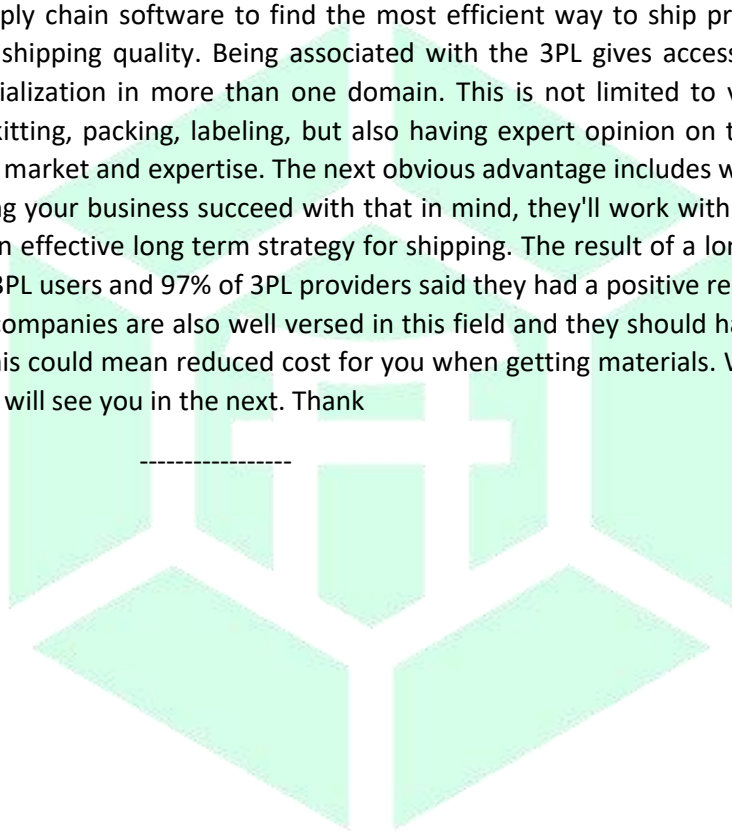 ply chain software to find the most efficient way to ship pr
shipping quality. Being associated with the 3PL gives access
ialization in more than one domain. This is not limited to v
kitting, packing, labeling, but also having expert opinion on t
market and expertise. The next obvious advantage includes w
ng your business succeed with that in mind, they'll work with
n effective long term strategy for shipping. The result of a lon
3PL users and 97% of 3PL providers said they had a positive re
companies are also well versed in this field and they should ha
his could mean reduced cost for you when getting materials. V
will see you in the next. Thank
-----------------